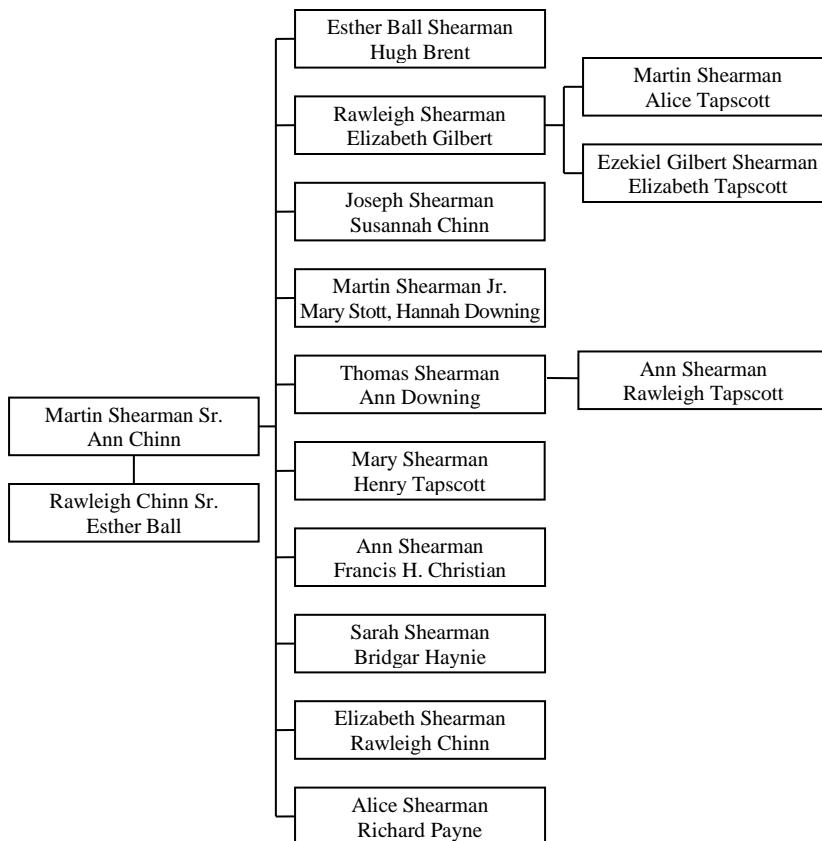 Esther Ball Shearman
Hugh Brent
Rawleigh Shearman
Elizabeth Gilbert
Martin Shearman
Alice Tapscott
Ezekiel Gilbert Shearman
Elizabeth Tapscott
Joseph Shearman
Susannah Chinn
Martin Shearman Jr.
Mary Stott, Hannah Downing
Thomas Shearman
Ann Downing
Ann Shearman
Rawleigh Tapscott
Martin Shearman Sr.
Ann Chinn
Rawleigh Chinn Sr.
Esther Ball
Mary Shearman
Henry Tapscott
Ann Shearman
Francis H. Christian
Sarah Shearman
Bridgar Haynie
Elizabeth Shearman
Rawleigh Chinn
Alice Shearman
Richard Payne